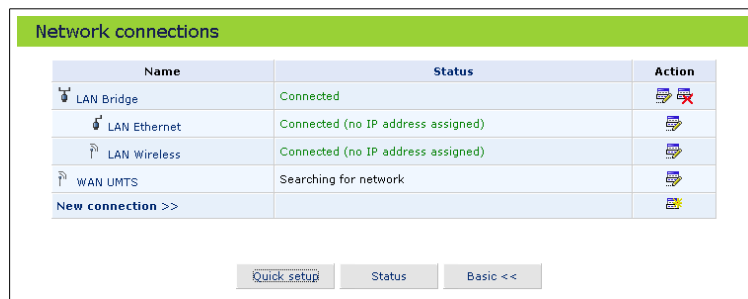 Network connections
Name Status Action
LAN Bridge Connected
LAN Ethernet Connected (no IP address assigned)
LAN Wireless Connected (no IP address assigned)
WAN UMTS Searching for network
New connection >>
Quick setup Status Basic <<